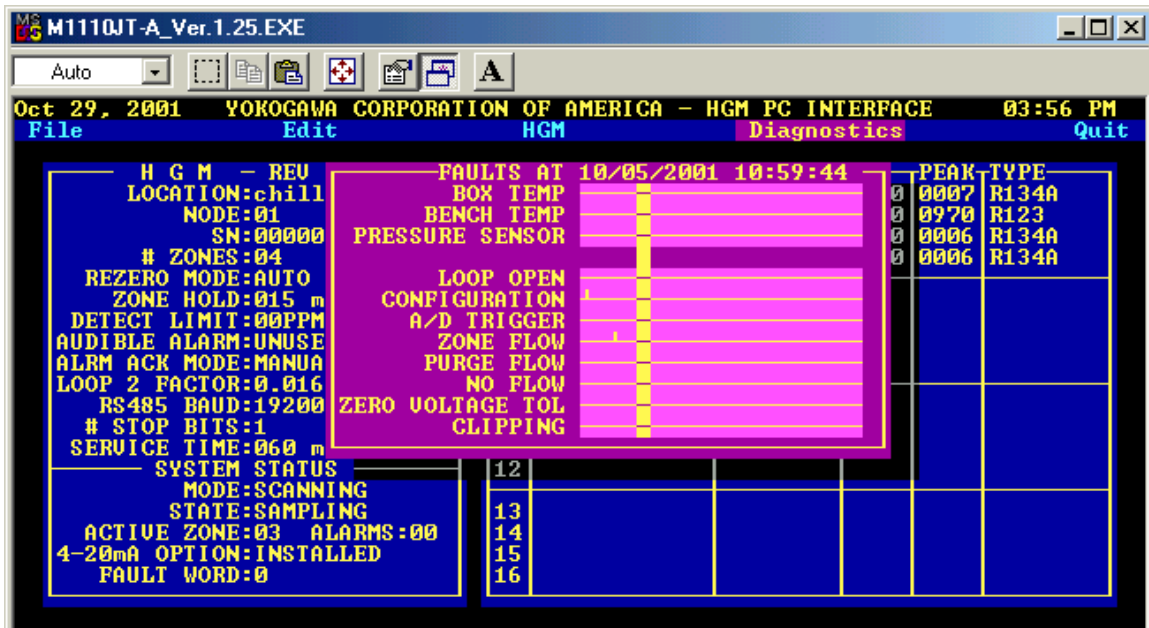 M1110JT-A_Ver.1.25.EXE
Auto A
Oct 29, 2001 YOKOGAWA CORPORATION OF AMERICA - HGM PC INTERFACE 03:56 PM
File Edit HGM Diagnostics Quit
H G M - REV
LOCATION:chill
NODE:01
SN:00000
# ZONES:04
REZERO MODE:AUTO
ZONE HOLD:015 m
DETECT LIMIT:00PPM
AUDIBLE ALARM:UNUSE
ALRM ACK MODE:MANUA
LOOP 2 FACTOR:0.016
RS485 BAUD:19200
# STOP BITS:1
SERVICE TIME:060 m
SYSTEM STATUS
MODE:SCANNING
STATE:SAMPLING
ACTIVE ZONE:03 ALARMS:00
4-20mA OPTION:INSTALLED
FAULT WORD:0
FAULTS AT 10/05/2001 10:59:44
BOX TEMP
BENCH TEMP
PRESSURE SENSOR
LOOP OPEN
CONFIGURATION
A/D TRIGGER
ZONE FLOW
PURGE FLOW
NO FLOW
ZERO VOLTAGE TOL
CLIPPING
PEAK TYPE
0 0007 R134A
0 0970 R123
0 0006 R134A
0 0006 R134A
12
13
14
15
16